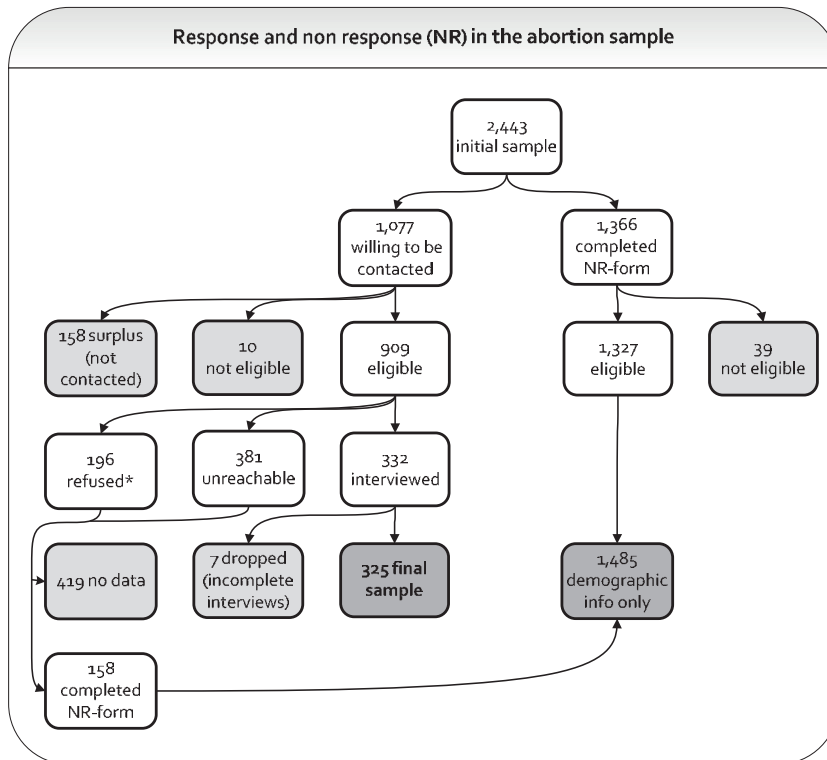 Response and non response (NR) in the abortion sample
2,443
initial sample
1,077
willing to be
contacted
1,366
completed
NR-form
158 surplus
(not
contacted)
10
not eligible
909
eligible
1,327
eligible
39
not eligible
196
refused*
381
unreachable
332
interviewed
419 no data
7 dropped
(incomplete
interviews)
325 final
sample
1,485
demographic
info only
158
completed
NR-form